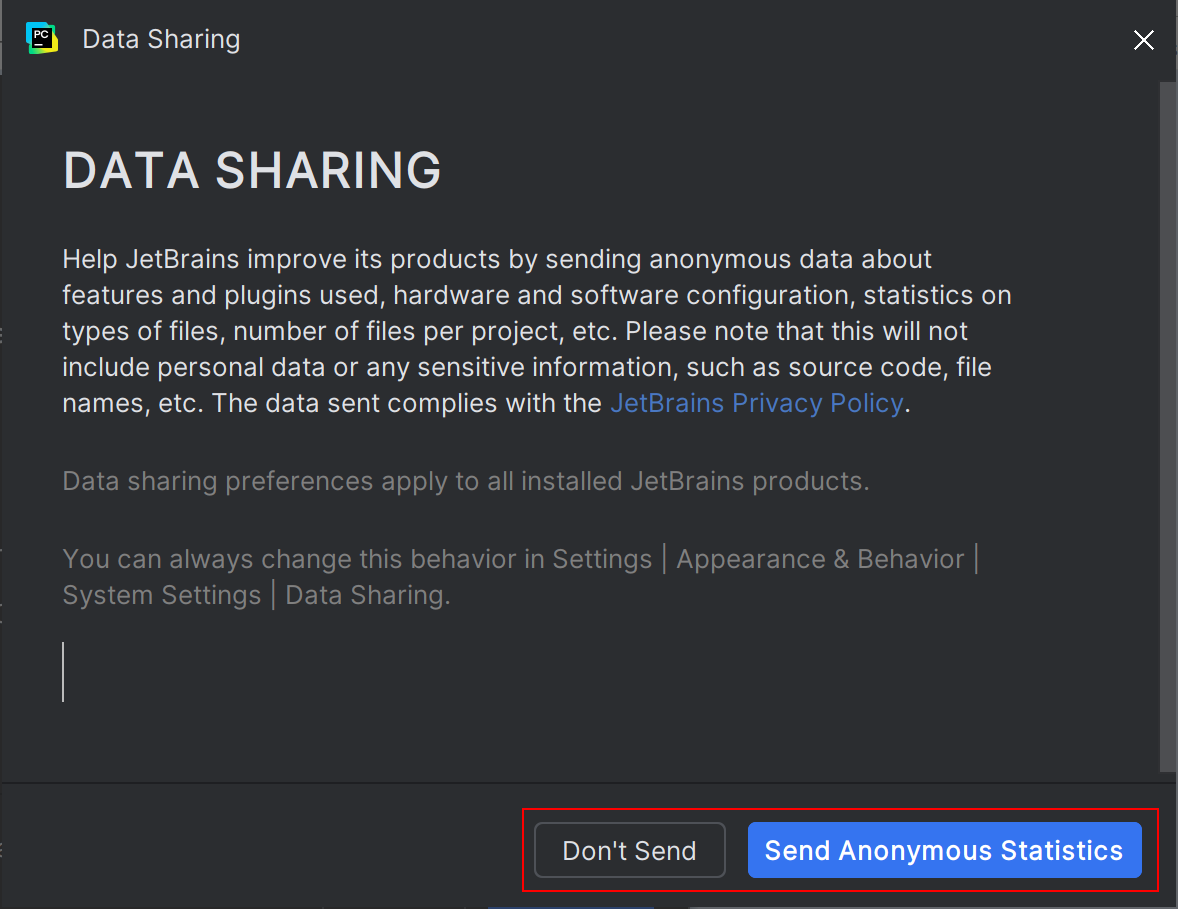 PC
Data Sharing
DATA SHARING
Help JetBrains improve its products by sending anonymous data about
features and plugins used, hardware and software configuration, statistics on
types of files, number of files per project, etc. Please note that this will not
include personal data or any sensitive information, such as source code, file
names, etc. The data sent complies with the JetBrains Privacy Policy.
Data sharing preferences apply to all installed JetBrains products.
You can always change this behavior in Settings | Appearance & Behavior |
System Settings | Data Sharing.
Don't Send
Send Anonymous Statistics